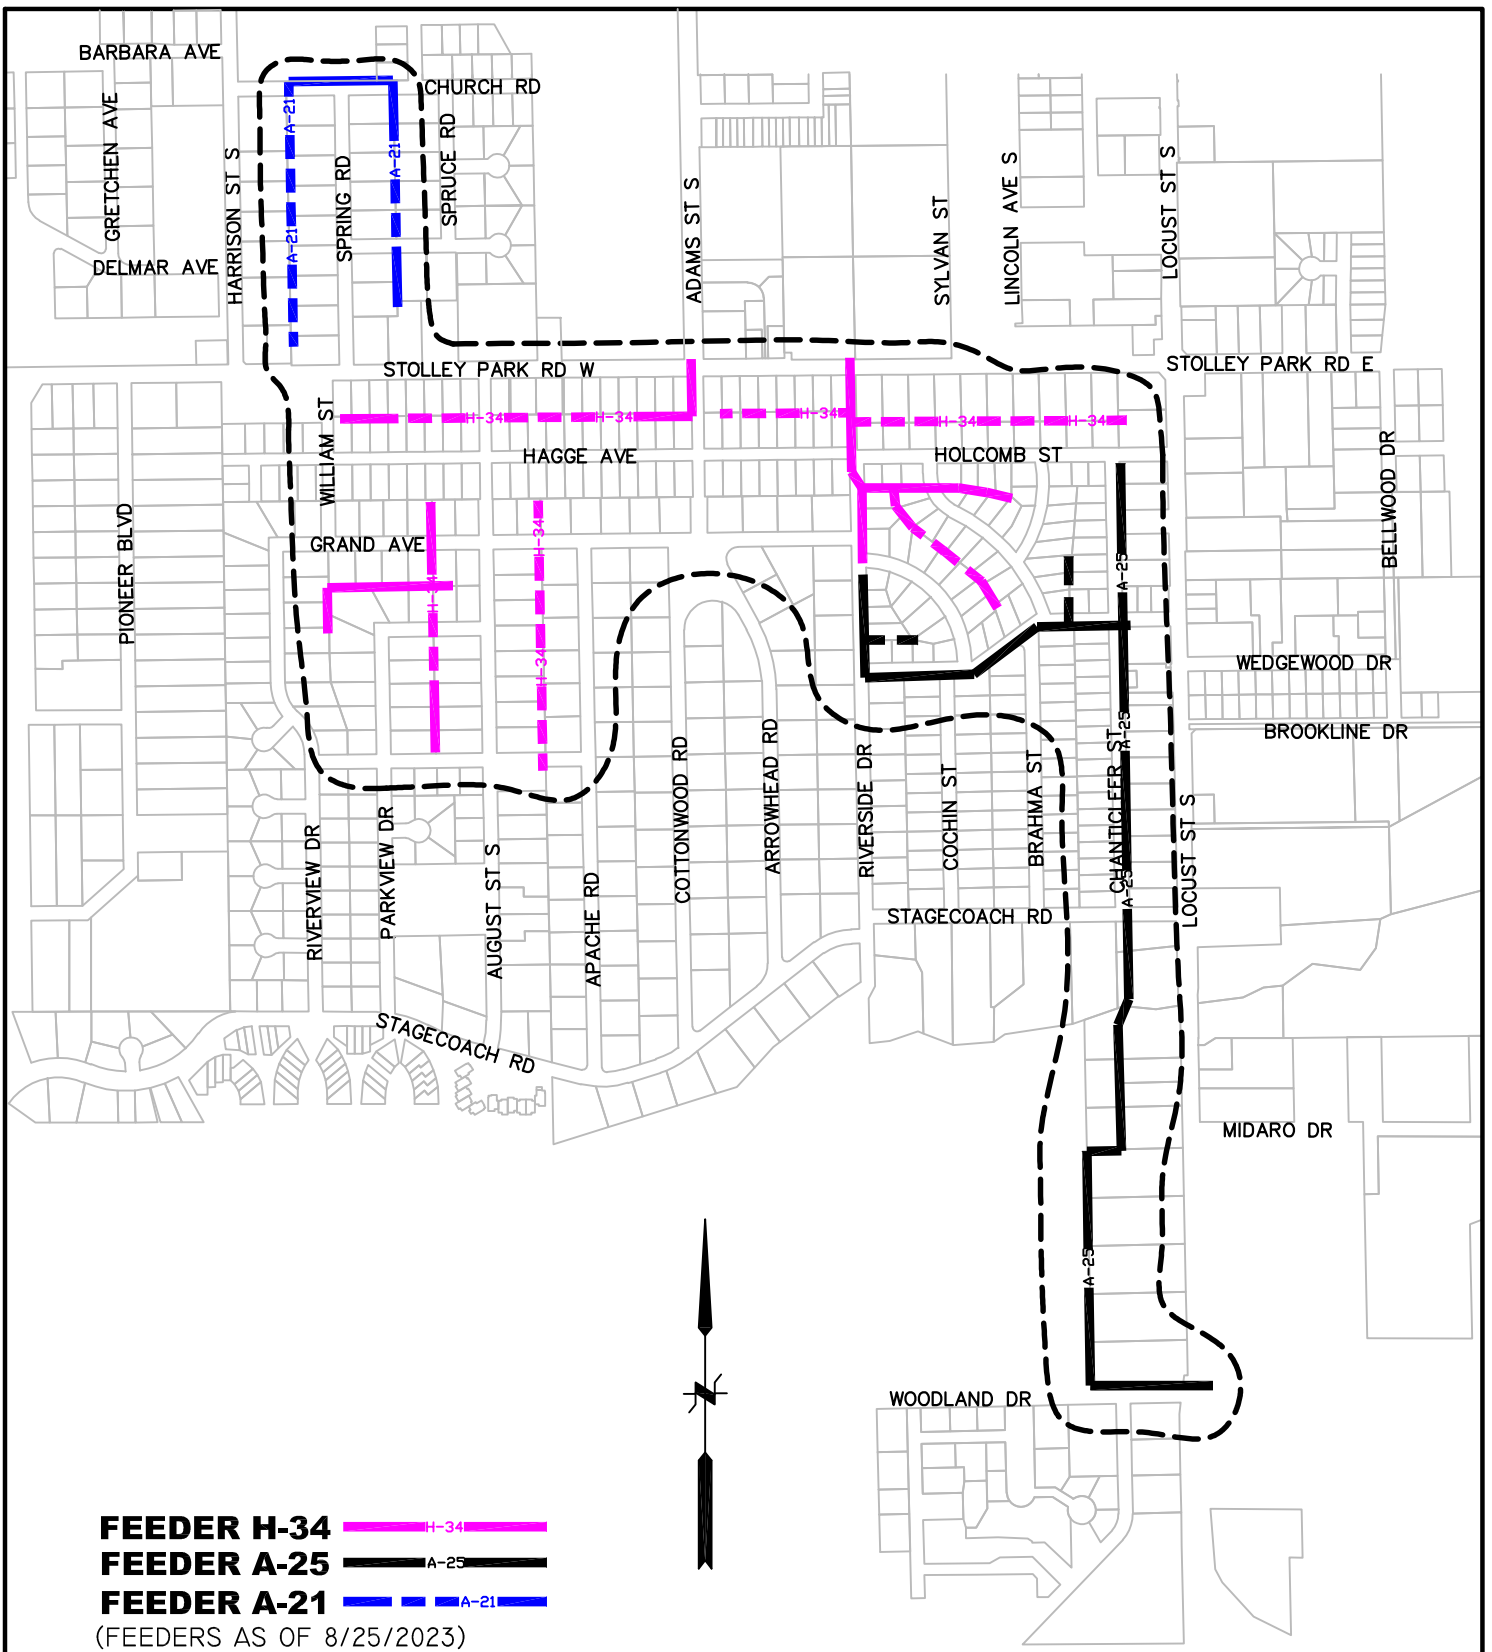 BARBARA AVE
CHURCH RD
GRETCHEN AVE
HARRISON ST S
A-21
A-21
SPRING RD
A-21
SPRUCE RD
DELMAR AVE
ADAMS ST S
SYLVAN ST
LINCOLN AVE S
LOCUST ST S
STOLLEY PARK RD W
STOLLEY PARK RD E
WILLIAM ST
H-34
H-34
H-34
H-34
H-34
HAGGE AVE
HOLCOMB ST
BELLWOOD DR
PIONEER BLVD
GRAND AVE
H-34
H-34
H-34
A-25
WEDGEWOOD DR
BROOKLINE DR
A-25
RIVERVIEW DR
PARKVIEW DR
AUGUST ST S
APACHE RD
COTTONWOOD RD
ARROWHEAD RD
RIVERSIDE DR
COCHIN ST
BRAHMA ST
CHANTICLEER ST
A-25
LOCUST ST S
STAGECOACH RD
STAGECOACH RD
MIDARO DR
A-25
WOODLAND DR
FEEDER H-34 H-34
FEEDER A-25 A-25
FEEDER A-21 A-21
(FEEDERS AS OF 8/25/2023)